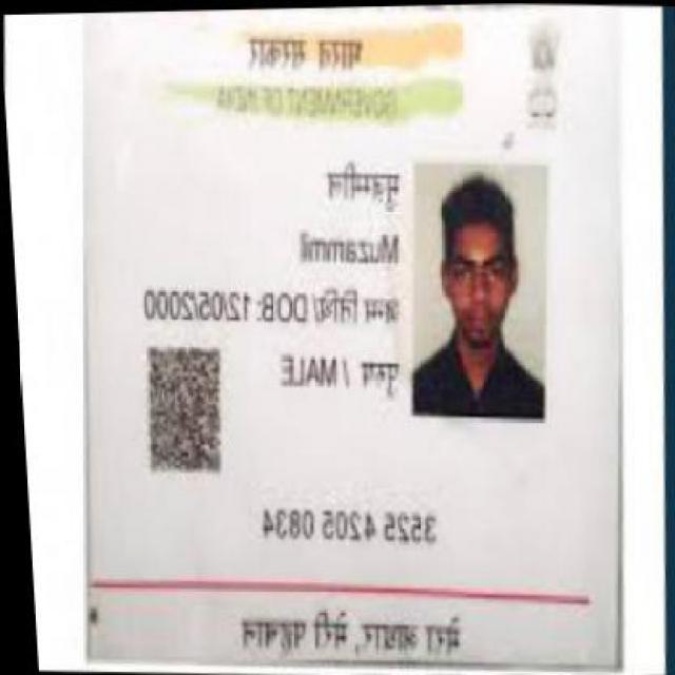 भारत सरकार
GOVERNMENT OF INDIA
मुज़म्मील
Muzammil
जन्म तिथि/ DOB: 12/05/2000
पुरुष / MALE
3525 4205 0834
मेरा आधार, मेरी पहचान